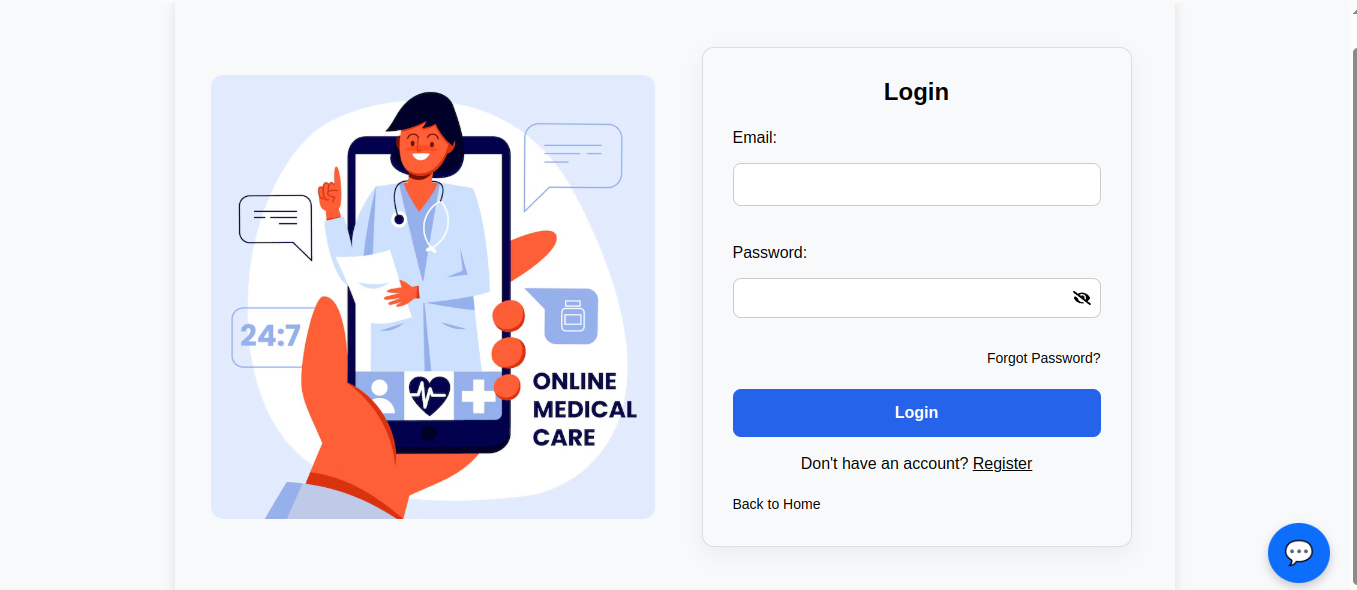 24:7
ONLINE
MEDICAL
CARE
Login
Email:
Password:
Forgot Password?
Login
Don't have an account? Register
Back to Home